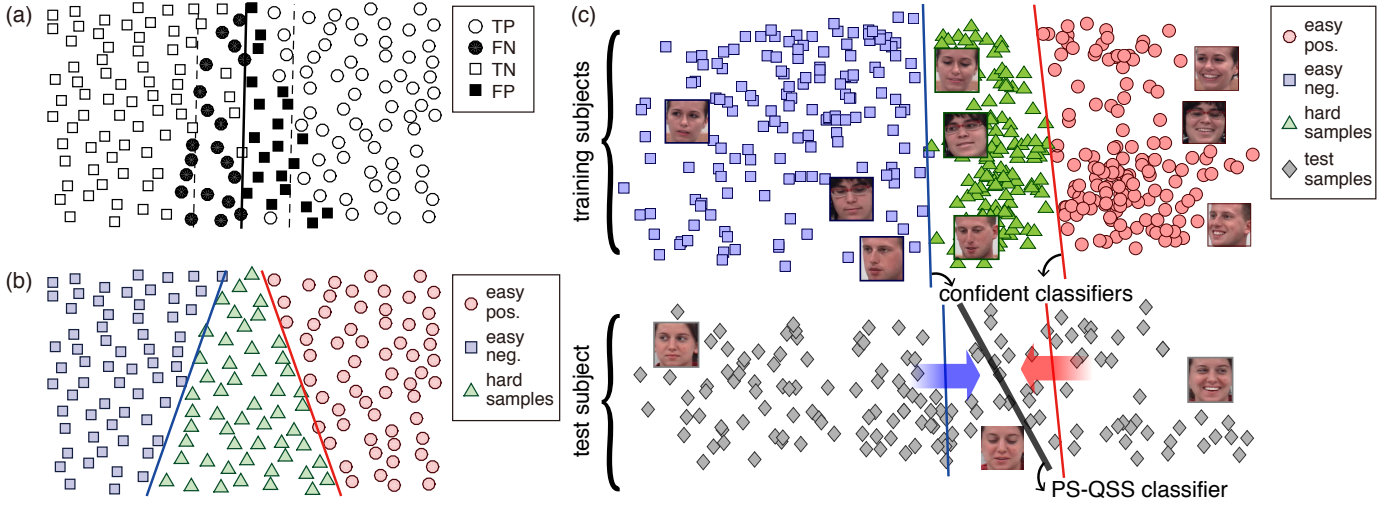 (a)
TP
FN
TN
FP
(b)
easy
pos.
easy
neg.
hard
samples
(c)
training subjects
easy
pos.
easy
neg.
hard
samples
test
samples
confident classifiers
test subject
PS-QSS classifier